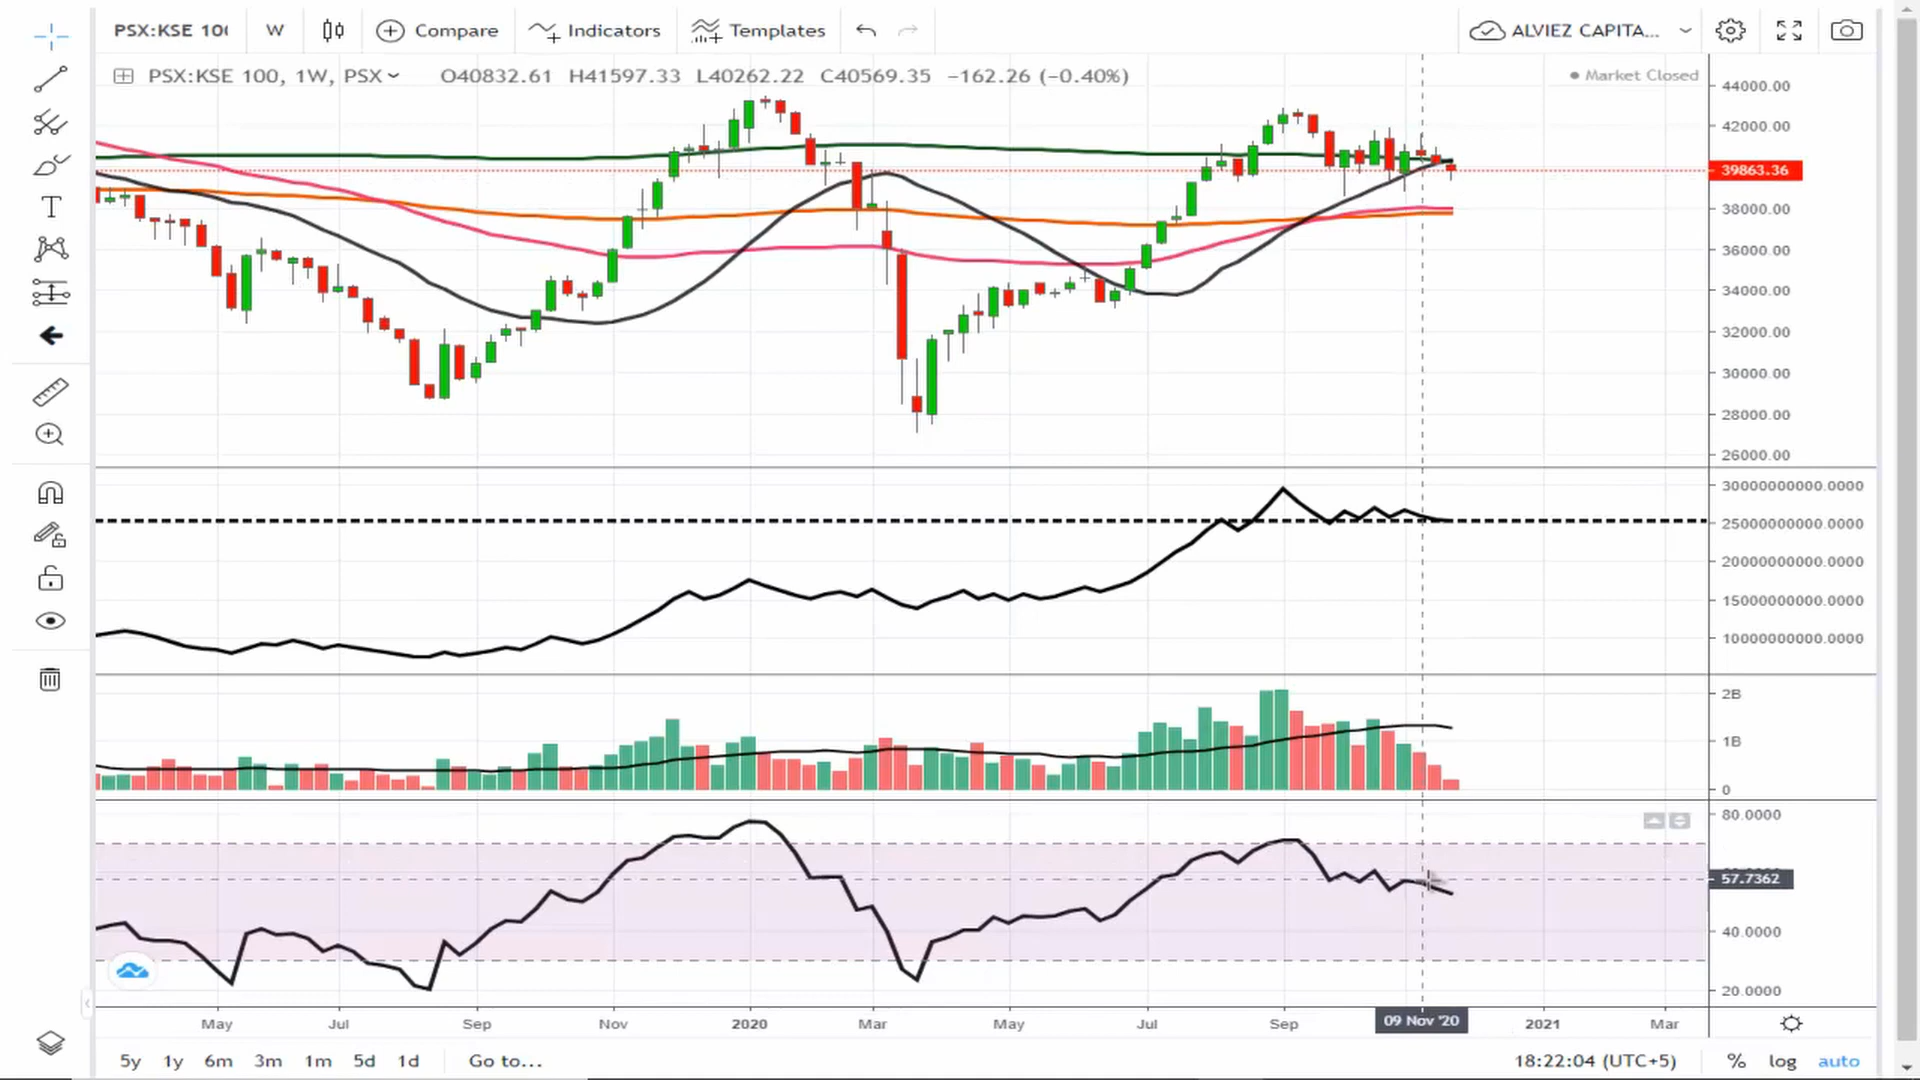 PSX:KSE 10
W
Compare
Indicators
Templates
ALVIEZ CAPITA...
PSX:KSE 100, 1W, PSX
O40832.61 H41597.33 L40262.22 C40569.35 −162.26 (−0.40%)
Market Closed
44000.00
42000.00
39863.36
38000.00
36000.00
34000.00
32000.00
30000.00
28000.00
26000.00
30000000000.0000
25000000000.0000
20000000000.0000
15000000000.0000
10000000000.0000
2B
1B
0
80.0000
57.7362
40.0000
20.0000
May Jul Sep Nov 2020 Mar May Jul Sep 09 Nov '20 2021 Mar
5y 1y 6m 3m 1m 5d 1d Go to... 18:22:04 (UTC+5) % log auto